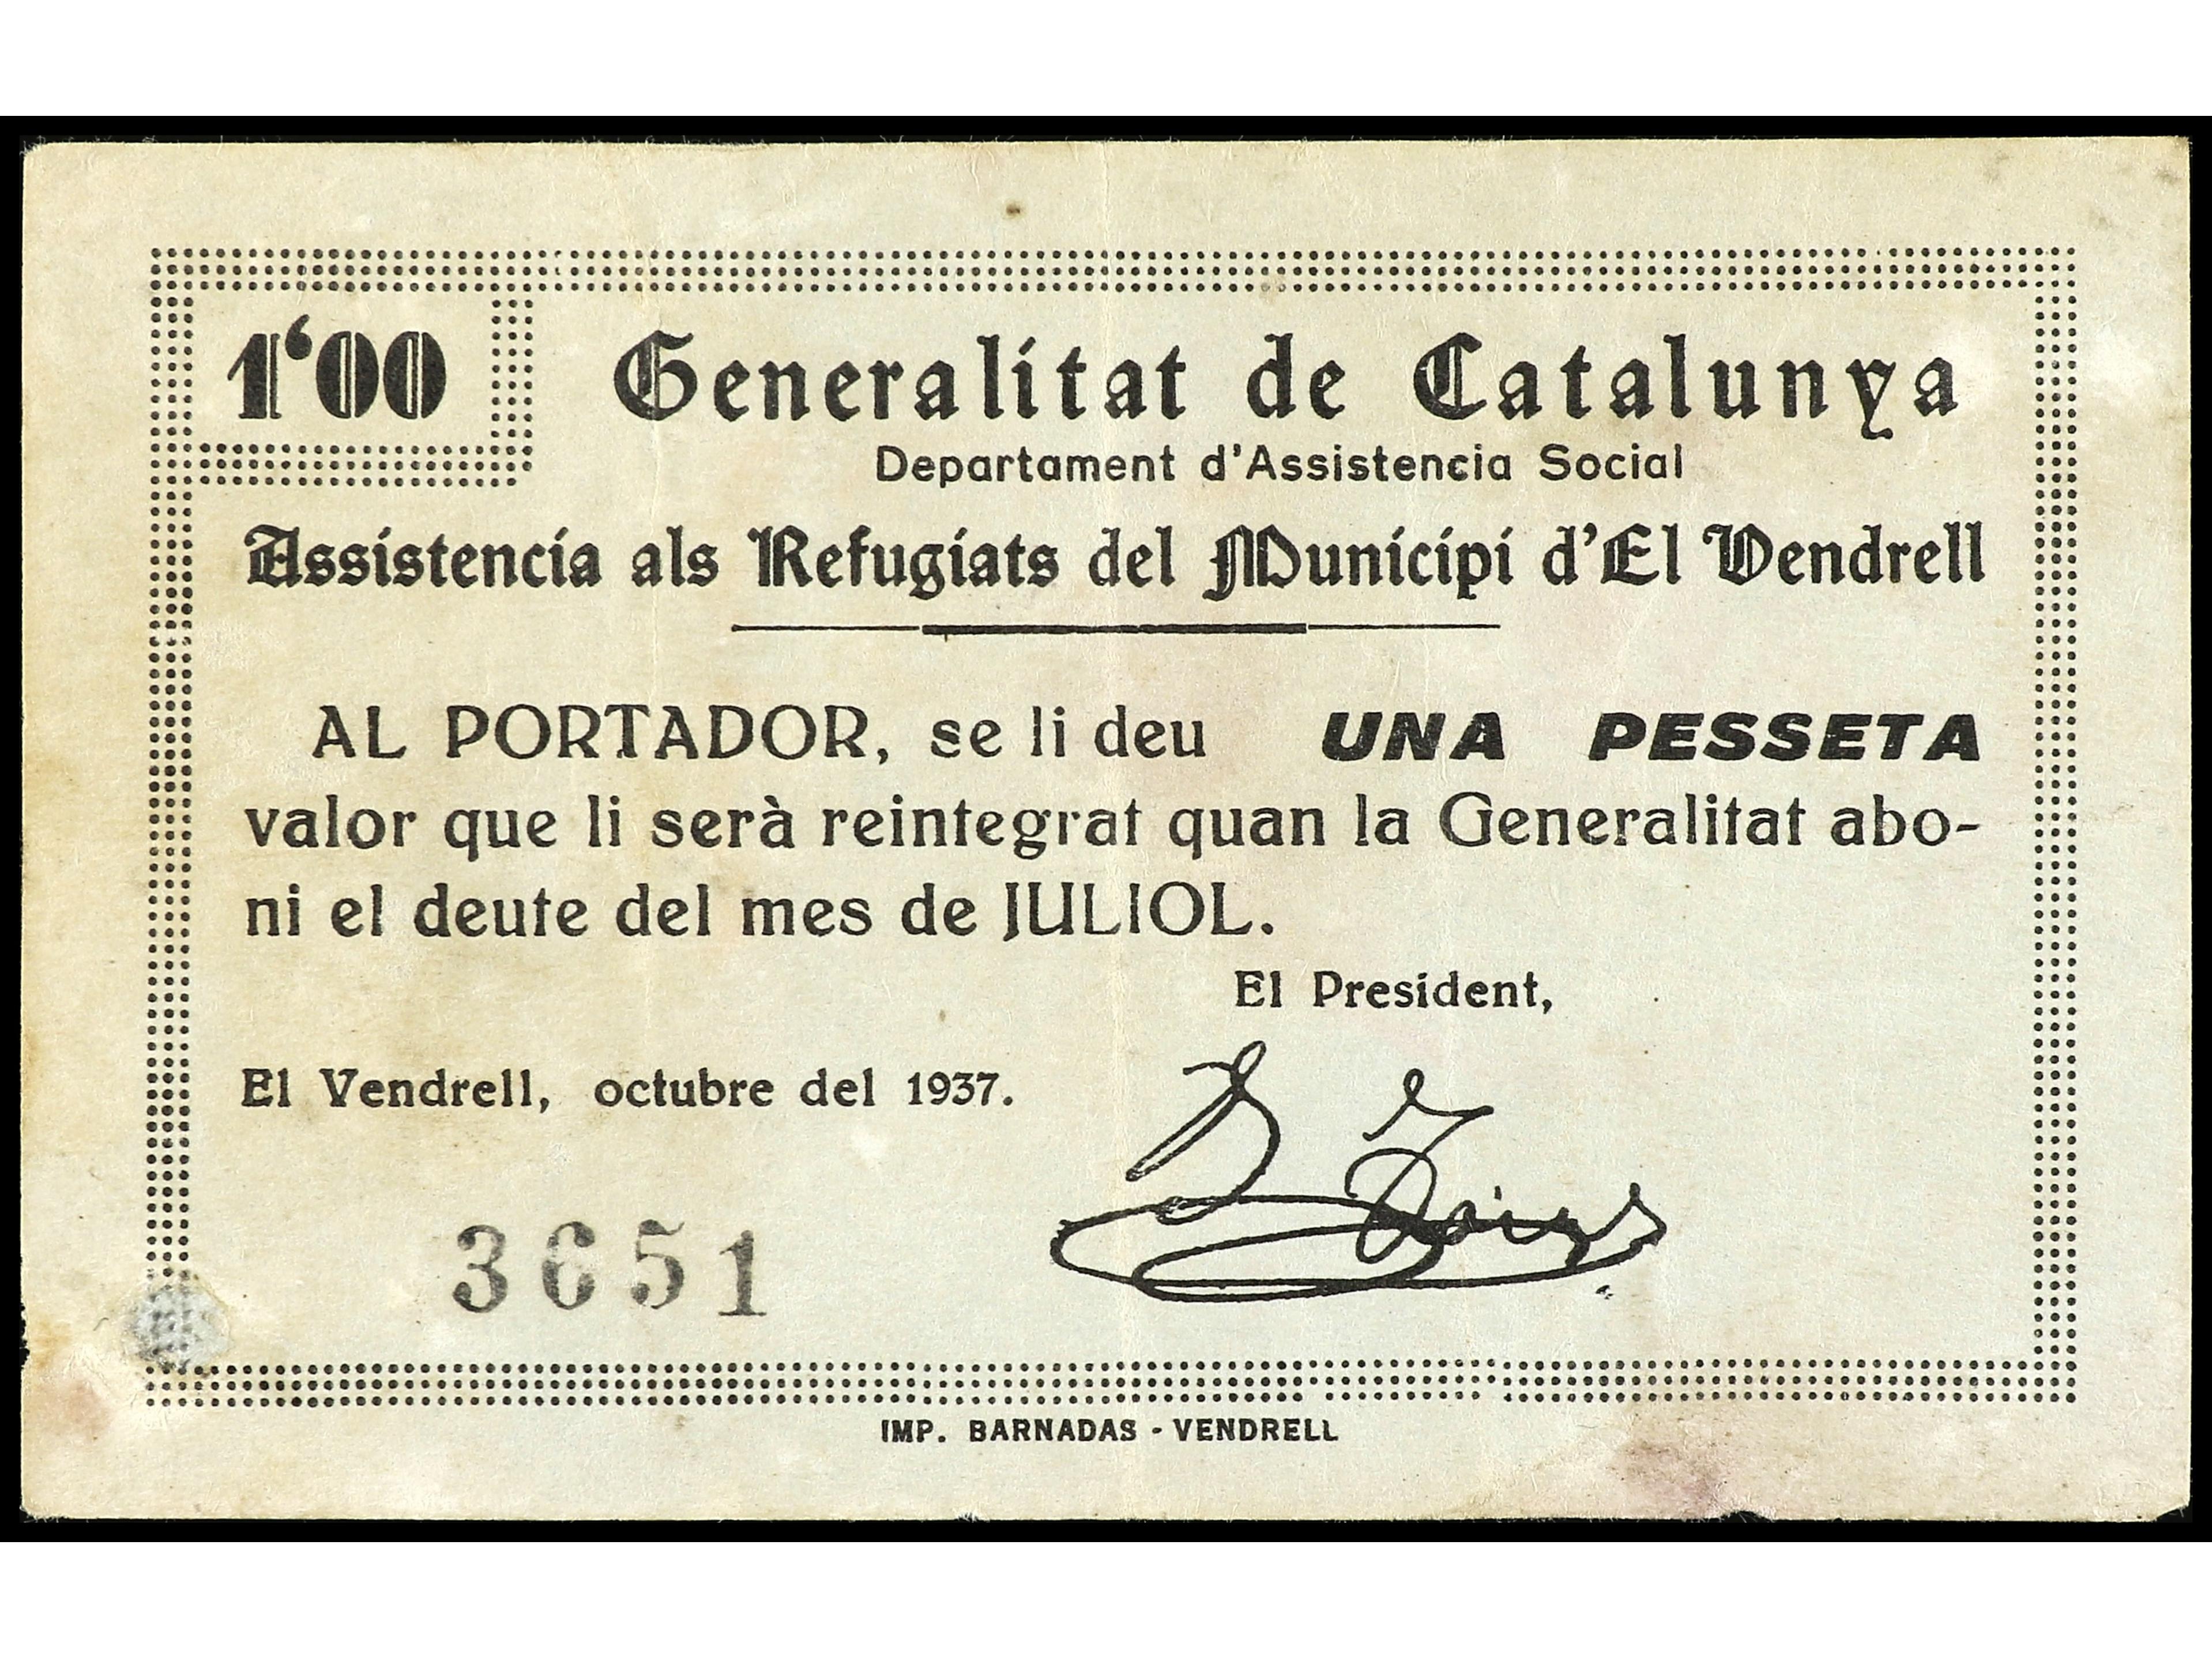 1'00
Generalitat de Catalunya
Departament d'Assistencia Social
Assistencia als Refugiats del Municipi d'El Vendrell
AL PORTADOR, se li deu UNA PESSETA
valor que li serà reintegrat quan la Generalitat abo-
ni el deute del mes de JULIOL.
El President,
El Vendrell, octubre del 1937.
3651
IMP. BARNADAS - VENDRELL